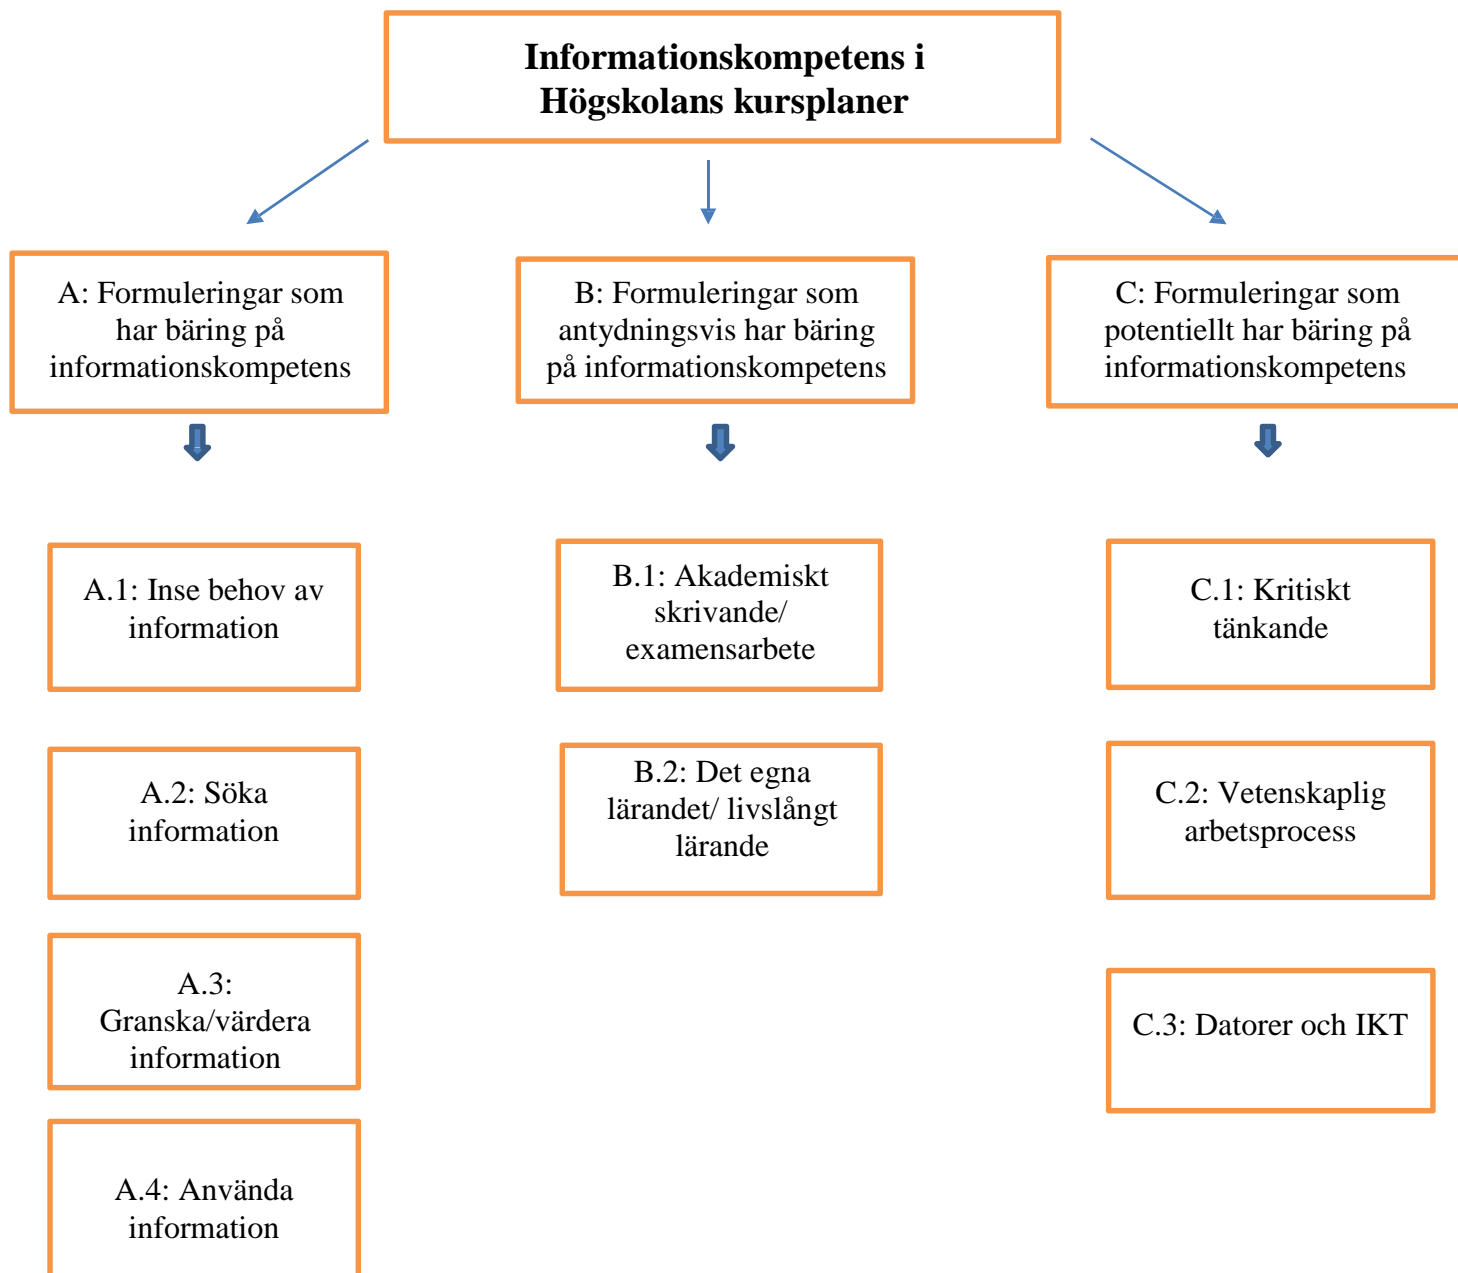 Informationskompetens i
Högskolans kursplaner
A: Formuleringar som
har bäring på
informationskompetens
B: Formuleringar som
antydningsvis har bäring
på informationskompetens
C: Formuleringar som
potentiellt har bäring på
informationskompetens
A.1: Inse behov av
information
A.2: Söka
information
A.3:
Granska/värdera
information
A.4: Använda
information
B.1: Akademiskt
skrivande/
examensarbete
B.2: Det egna
lärandet/ livslångt
lärande
C.1: Kritiskt
tänkande
C.2: Vetenskaplig
arbetsprocess
C.3: Datorer och IKT